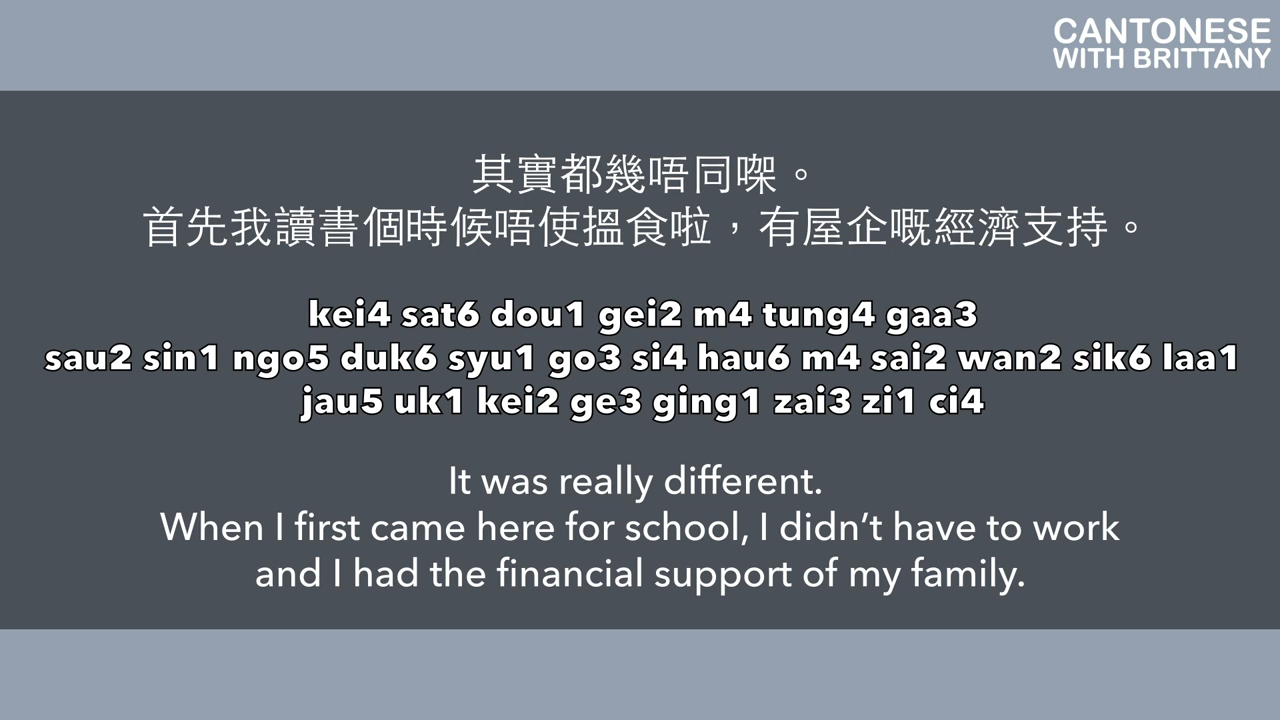 CANTONESE
WITH BRITTANY
其實都幾唔同㗎。
首先我讀書個時候唔使搵食啦，有屋企嘅經濟支持。
kei4 sat6 dou1 gei2 m4 tung4 gaa3
sau2 sin1 ngo5 duk6 syu1 go3 si4 hau6 m4 sai2 wan2 sik6 laa1
jau5 uk1 kei2 ge3 ging1 zai3 zi1 ci4
It was really different.
When I first came here for school, I didn’t have to work
and I had the financial support of my family.